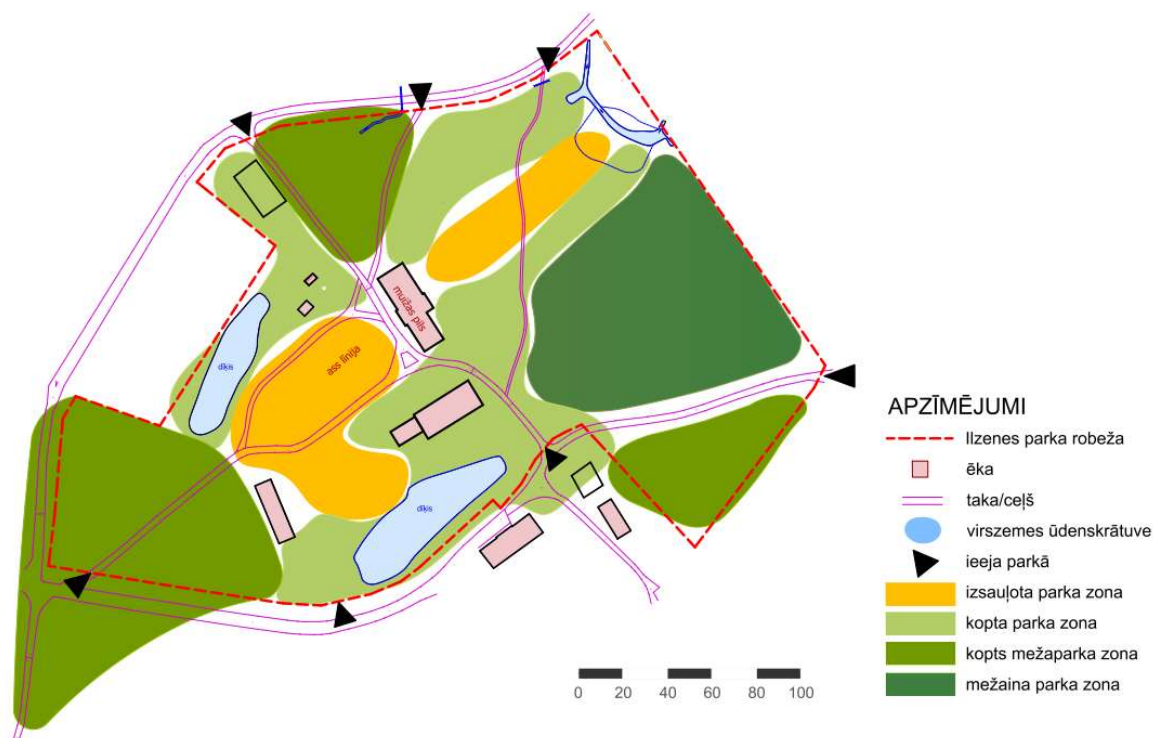 muižas pils
ass līnija
dīķis
dīķis
APZĪMĒJUMI
Ilzenes parka robeža
ēka
taka/ceļš
virszemes ūdenskrātuve
ieeja parkā
izsauļota parka zona
kopta parka zona
kopts mežaparka zona
mežaina parka zona
0 20 40 60 80 100